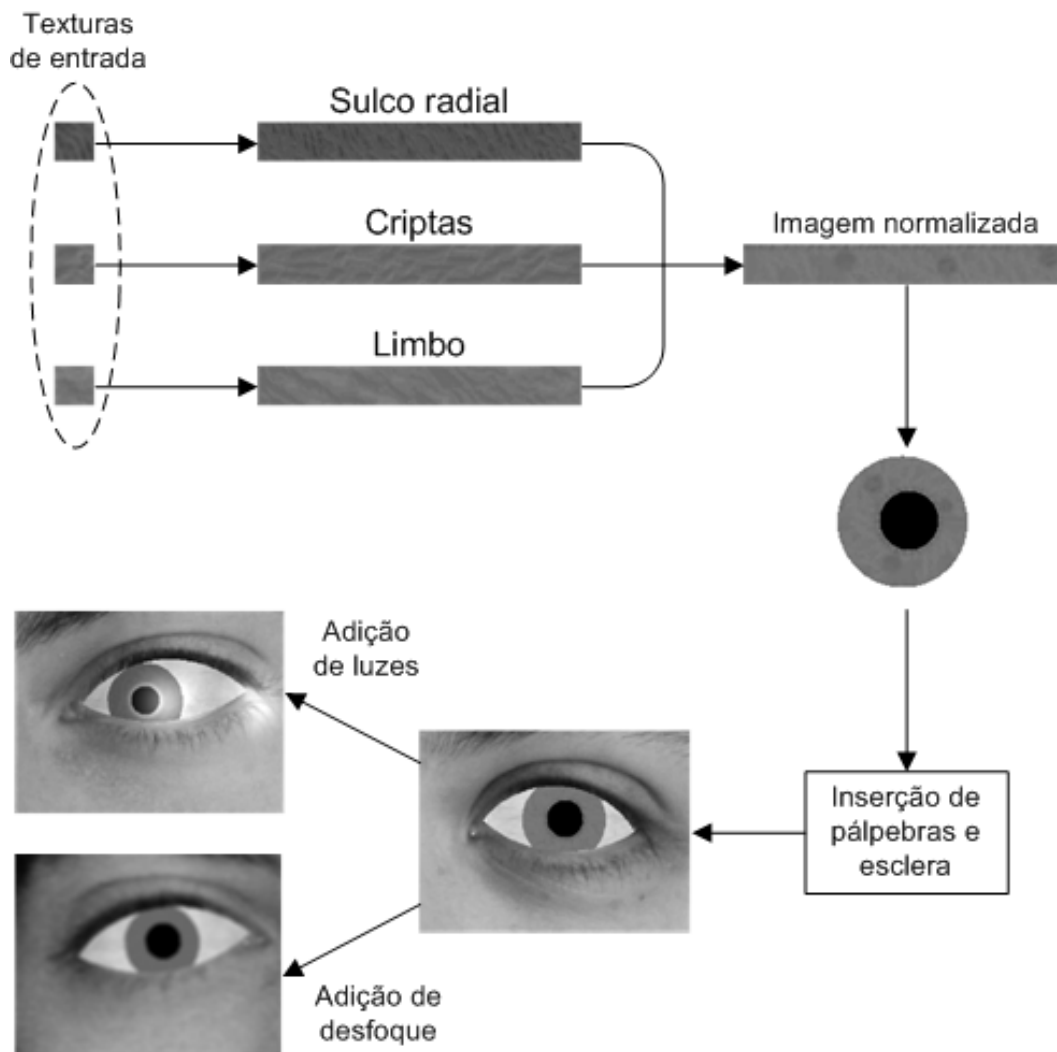 Texturas
de entrada
Sulco radial
Criptas
Imagem normalizada
Limbo
Adição
de luzes
Inserção de
pálpebras e
esclera
Adição de
desfoque